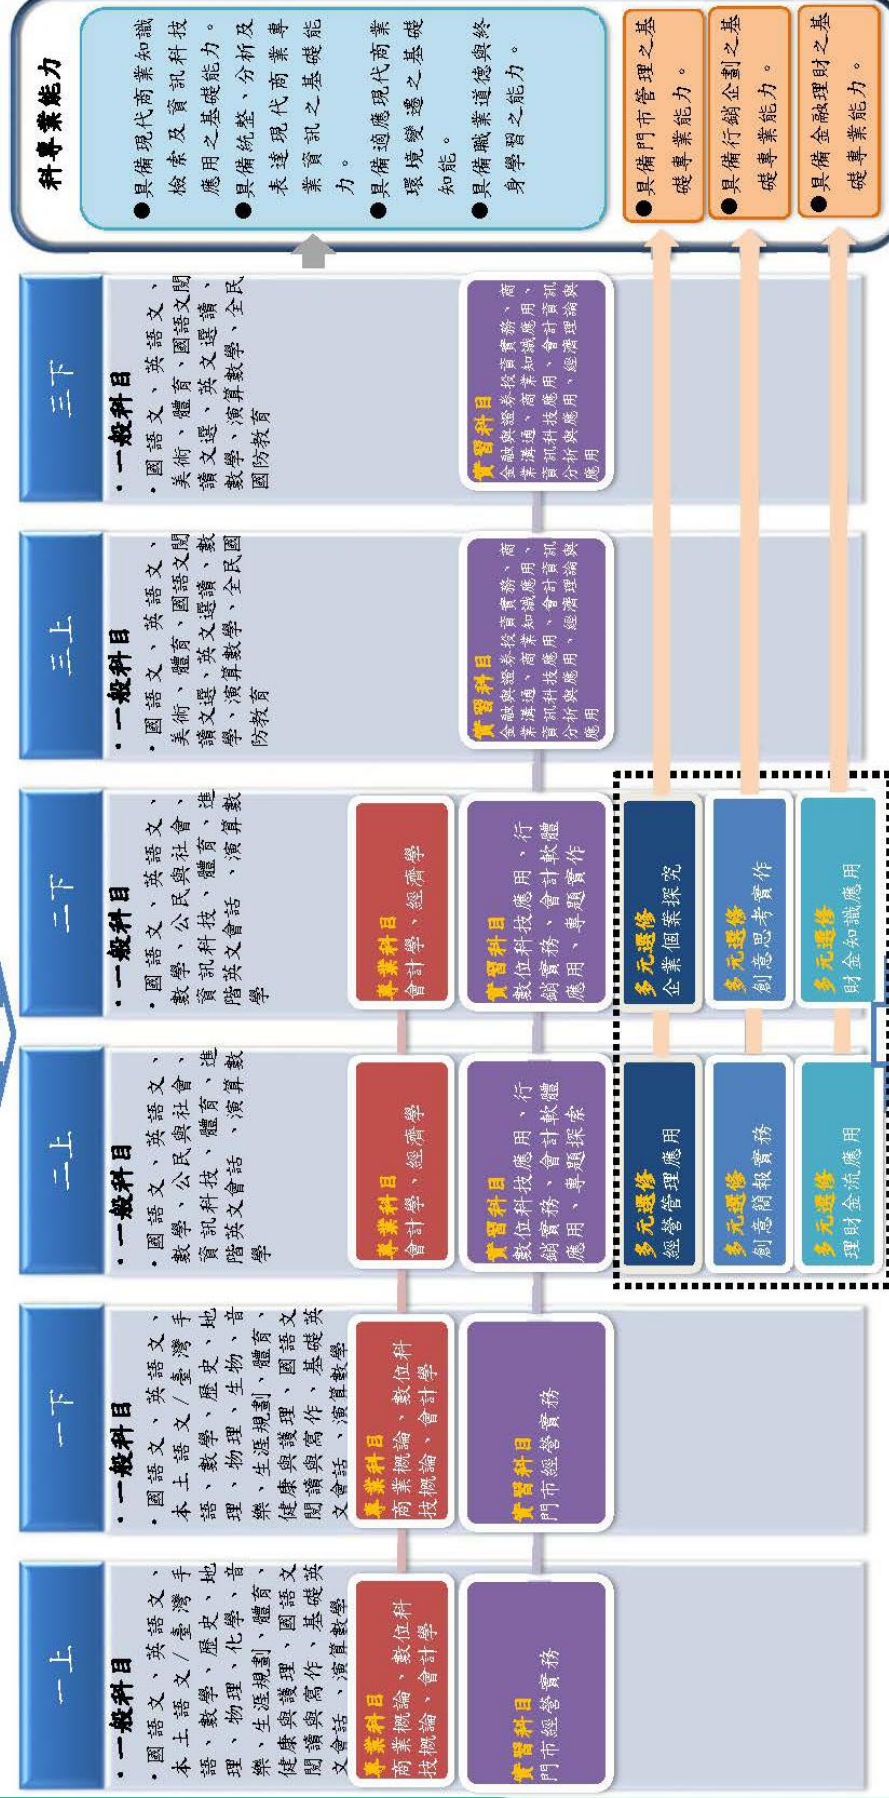 一上
・一般科目
・國語文、英語文、
本土語文/臺灣手
語、數學、歷史、地
理、物理、化學、音
樂、生涯規劃、體育、
健康與護理、國語文
閱讀與寫作、基礎英
文會話、演算數學
專業科目
商業概論、數位科
技概論、會計學
實習科目
門市經營實務
一下
・一般科目
・國語文、英語文、
本土語文/臺灣手
語、數學、歷史、地
理、物理、生物、音
樂、生涯規劃、體育、
健康與護理、國語文
閱讀與寫作、基礎英
文會話、演算數學
專業科目
商業概論、數位科
技概論、會計學
實習科目
門市經營實務
二上
・一般科目
・國語文、英語文、
數學、公民與社會、
資訊科技、體育、進
階英文會話、演算數
學
專業科目
會計學、經濟學
實習科目
數位科技應用、行
銷實務、會計軟體
應用、專題探索
多元選修
經營管理應用
多元選修
創意簡報實務
多元選修
理財金流應用
二下
・一般科目
・國語文、英語文、
數學、公民與社會、
資訊科技、體育、進
階英文會話、演算數
學
專業科目
會計學、經濟學
實習科目
數位科技應用、行
銷實務、會計軟體
應用、專題實作
多元選修
企業個案探究
多元選修
創意思考實作
多元選修
財金知識應用
三上
・一般科目
・國語文、英語文、
美術、體育、國語文閱
讀文選、英文選讀、數
學、演算數學、全民國
防教育
實習科目
金融與證券投資實務、商
業溝通、商業知識應用、
資訊科技應用、會計資訊
分析與應用、經濟理論與
應用
三下
・一般科目
・國語文、英語文、
美術、體育、國語文閱
讀文選、英文選讀、
數學、演算數學、全民
國防教育
實習科目
金融與證券投資實務、商
業溝通、商業知識應用、
資訊科技應用、會計資訊
分析與應用、經濟理論與
應用
科專業能力
●具備現代商業知識
檢索及資訊科技
應用之基礎能力。
●具備統整、分析及
表達現代商業專
業資訊之基礎能
力。
●具備適應現代商業
環境變遷之基礎
知能。
●具備職業道德與終
身學習之能力。
●具備門市管理之基
礎專業能力。
●具備行銷企劃之基
礎專業能力。
●具備金融理財之基
礎專業能力。